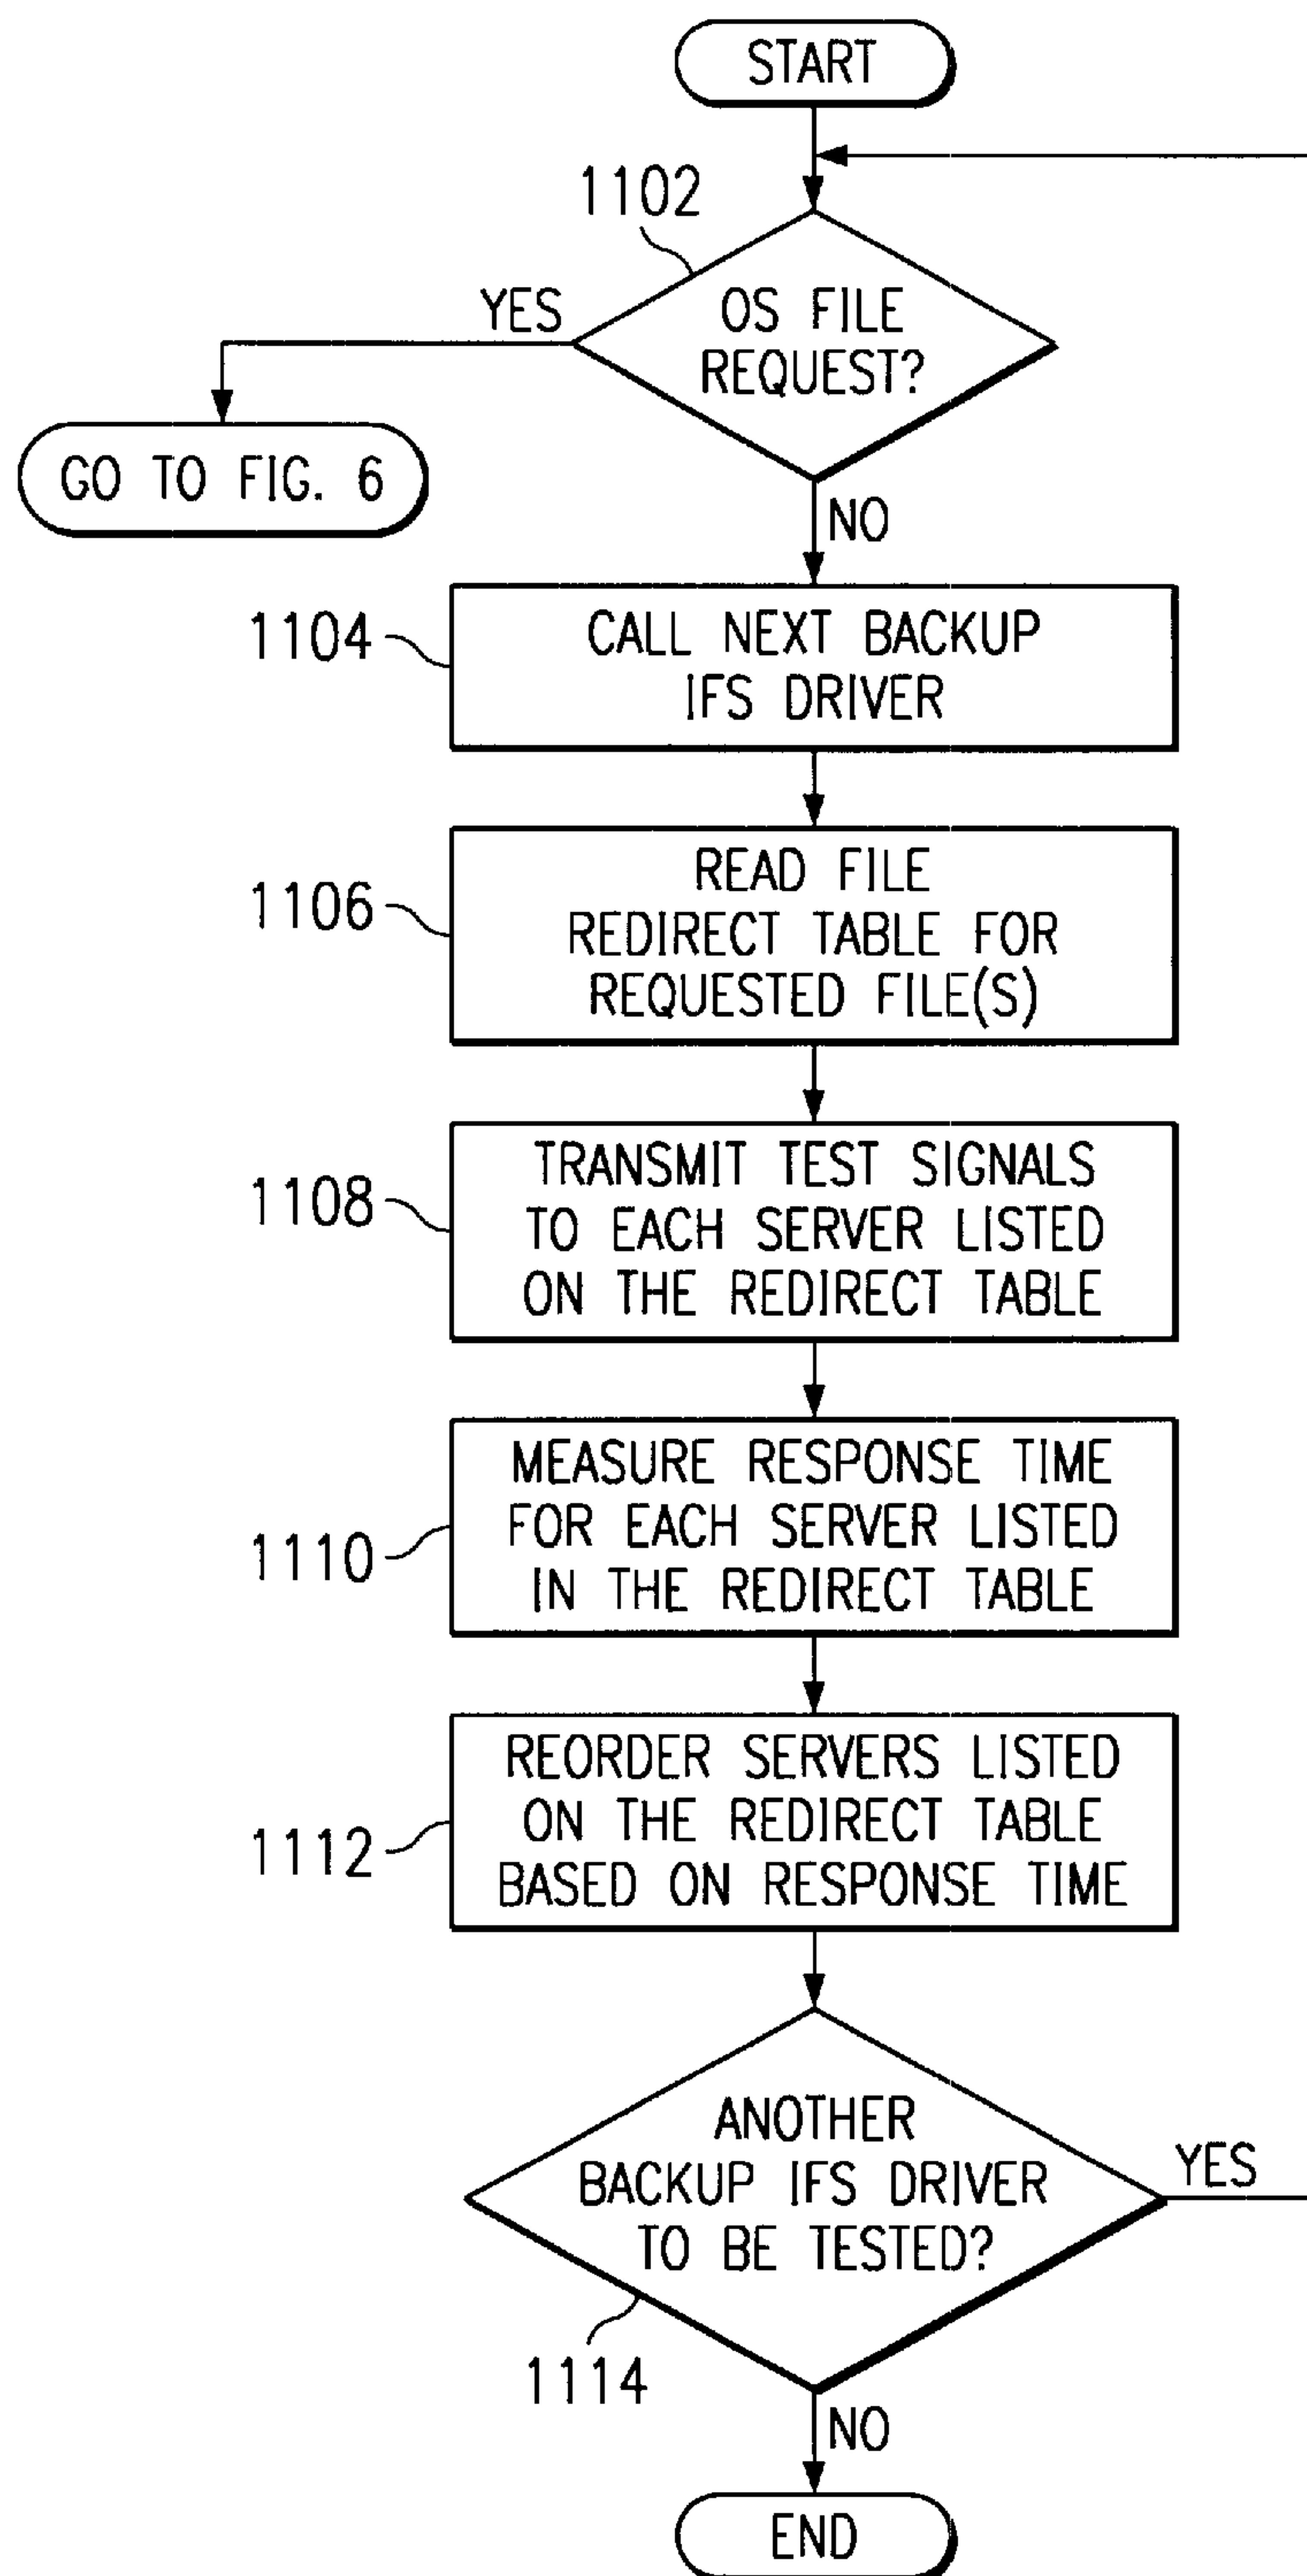 START
1102
OS FILE
REQUEST?
YES
GO TO FIG. 6
NO
1104
CALL NEXT BACKUP
IFS DRIVER
1106
READ FILE
REDIRECT TABLE FOR
REQUESTED FILE(S)
1108
TRANSMIT TEST SIGNALS
TO EACH SERVER LISTED
ON THE REDIRECT TABLE
1110
MEASURE RESPONSE TIME
FOR EACH SERVER LISTED
IN THE REDIRECT TABLE
1112
REORDER SERVERS LISTED
ON THE REDIRECT TABLE
BASED ON RESPONSE TIME
ANOTHER
BACKUP IFS DRIVER
TO BE TESTED?
YES
1114
NO
END